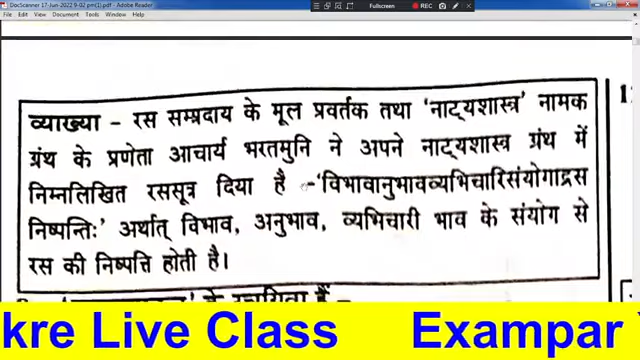 DocScanner 17-Jun-2022 9-02 pm(1).pdf - Adobe Reader
File Edit View Document Tools Window Help
Fullscreen
REC
व्याख्या - रस सम्प्रदाय के मूल प्रवर्तक तथा ‘नाट्यशास्त्र’ नामक
ग्रंथ के प्रणेता आचार्य भरतमुनि ने अपने नाट्यशास्त्र ग्रंथ में
निम्नलिखित रससूत्र दिया है -‘विभावानुभावव्यभिचारिसंयोगाद्रस
निष्पन्तिः’ अर्थात् विभाव, अनुभाव, व्यभिचारी भाव के संयोग से
रस की निष्पत्ति होती है।
kre Live Class Exampar